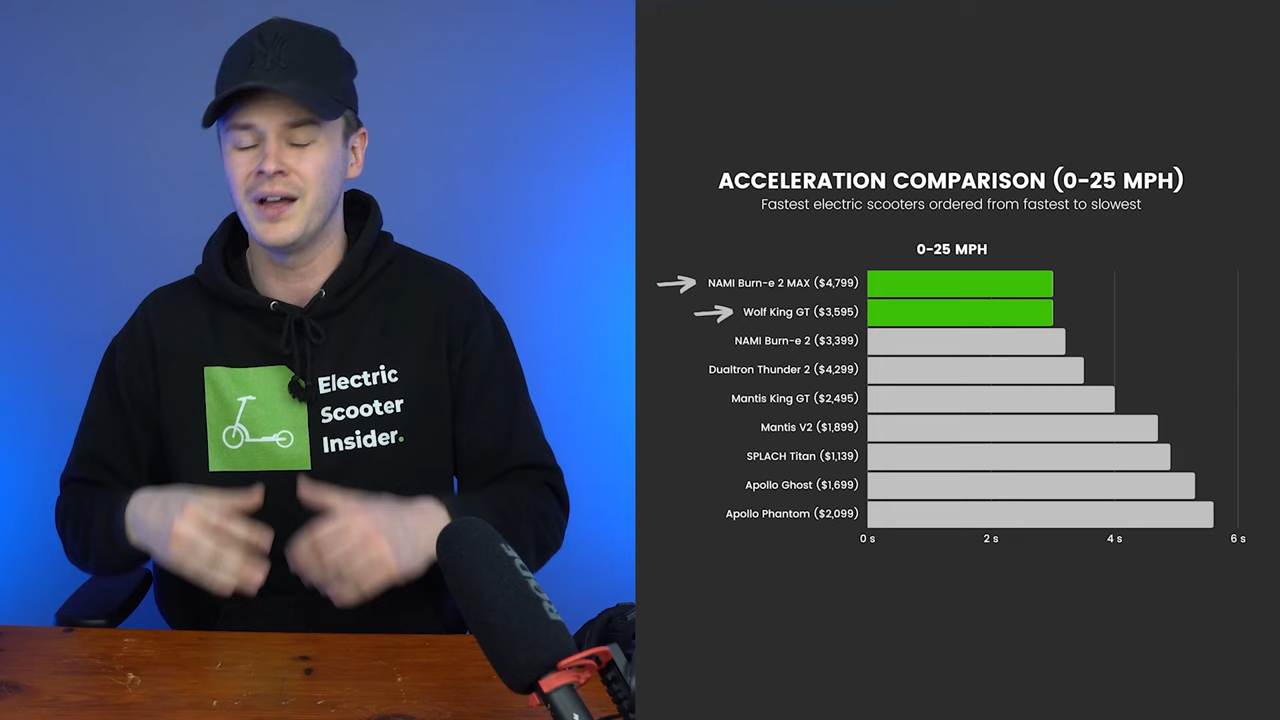 Electric
Scooter
Insider.
RODE
ACCELERATION COMPARISON (0-25 MPH)
Fastest electric scooters ordered from fastest to slowest
0-25 MPH
NAMI Burn-e 2 MAX ($4,799)
Wolf King GT ($3,595)
NAMI Burn-e 2 ($3,399)
Dualtron Thunder 2 ($4,299)
Mantis King GT ($2,495)
Mantis V2 ($1,899)
SPLACH Titan ($1,139)
Apollo Ghost ($1,699)
Apollo Phantom ($2,099)
0 s 2 s 4 s 6 s